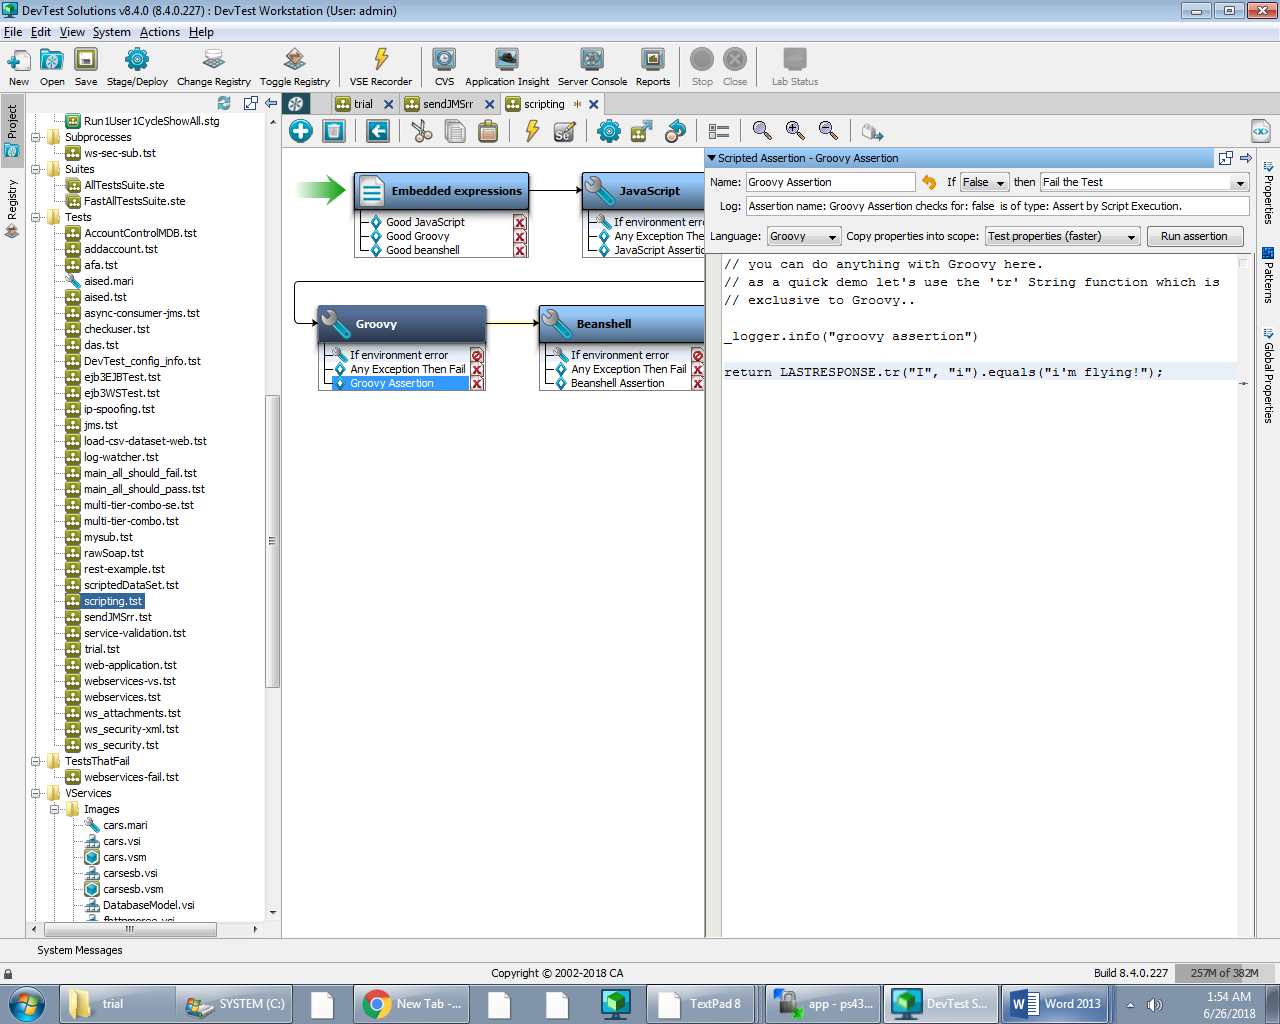 DevTest Solutions v8.4.0 (8.4.0.227) : DevTest Workstation (User: admin)
File Edit View System Actions Help
New Open Save Stage/Deploy Change Registry Toggle Registry VSE Recorder CVS Application Insight Server Console Reports Stop Close Lab Status
trial sendJMSrr scripting
Project
Registry
Run1User1CycleShowAll.stg
Subprocesses
ws-sec-sub.tst
Suites
AllTestsSuite.ste
FastAllTestsSuite.ste
Tests
AccountControlMDB.tst
addaccount.tst
afa.tst
aised.mari
aised.tst
async-consumer-jms.tst
checkuser.tst
das.tst
DevTest_config_info.tst
ejb3EJBTest.tst
ejb3WSTest.tst
ip-spoofing.tst
jms.tst
load-csv-dataset-web.tst
log-watcher.tst
main_all_should_fail.tst
main_all_should_pass.tst
multi-tier-combo-se.tst
multi-tier-combo.tst
mysub.tst
rawSoap.tst
rest-example.tst
scriptedDataSet.tst
scripting.tst
sendJMSrr.tst
service-validation.tst
trial.tst
web-application.tst
webservices-vs.tst
webservices.tst
ws_attachments.tst
ws_security-xml.tst
ws_security.tst
TestsThatFail
webservices-fail.tst
VServices
Images
cars.mari
cars.vsi
cars.vsm
carsesb.vsi
carsesb.vsm
DatabaseModel.vsi
Embedded expressions
Good JavaScript
Good Groovy
Good beanshell
JavaScript
If environment error
Any Exception Then
JavaScript Assertio
Groovy
If environment error
Any Exception Then Fail
Groovy Assertion
Beanshell
If environment error
Any Exception Then Fail
Beanshell Assertion
Scripted Assertion - Groovy Assertion
Name: Groovy Assertion If False then Fail the Test
Log: Assertion name: Groovy Assertion checks for: false is of type: Assert by Script Execution.
Language: Groovy Copy properties into scope: Test properties (faster) Run assertion
// you can do anything with Groovy here.
// as a quick demo let's use the 'tr' String function which is
// exclusive to Groovy..
_logger.info("groovy assertion")
return LASTRESPONSE.tr("I", "i").equals("i'm flying!");
Properties
Patterns
Global Properties
System Messages
Copyright © 2002-2018 CA
Build 8.4.0.227 257M of 382M
trial SYSTEM (C:) New Tab -... TextPad 8 app - ps43... DevTest S... Word 2013
1:54 AM
6/26/2018